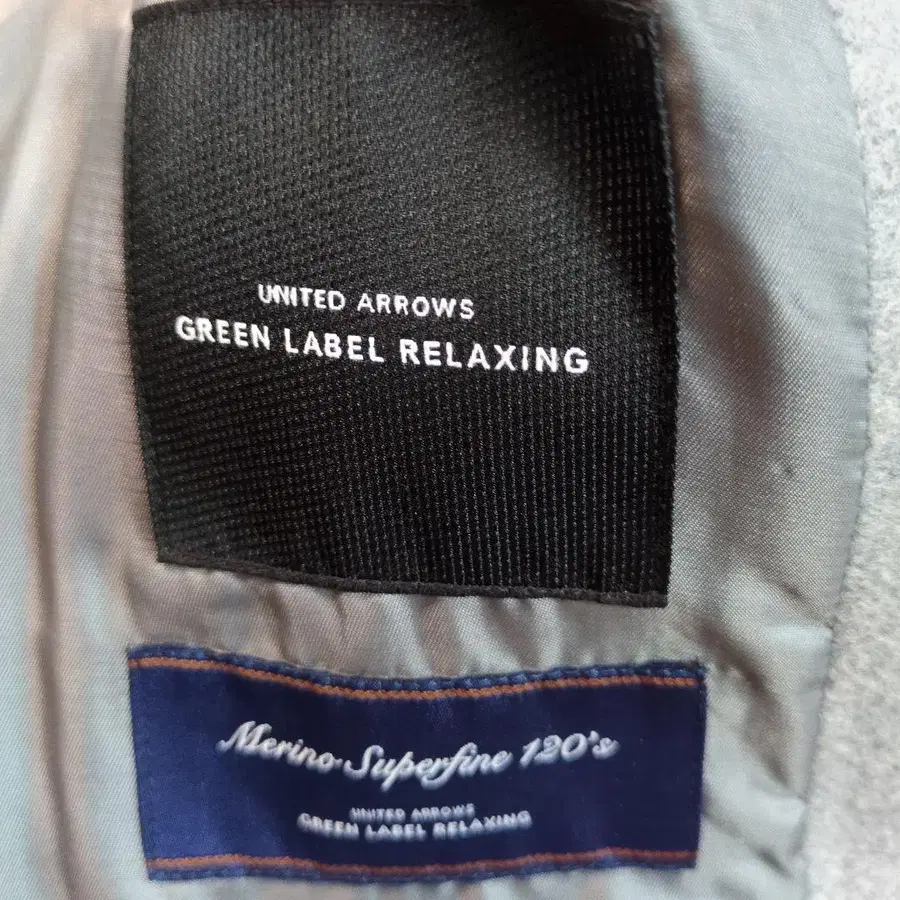 UNITED ARROWS
GREEN LABEL RELAXING
Merino Superfine 120's
UNITED ARROWS
GREEN LABEL RELAXING